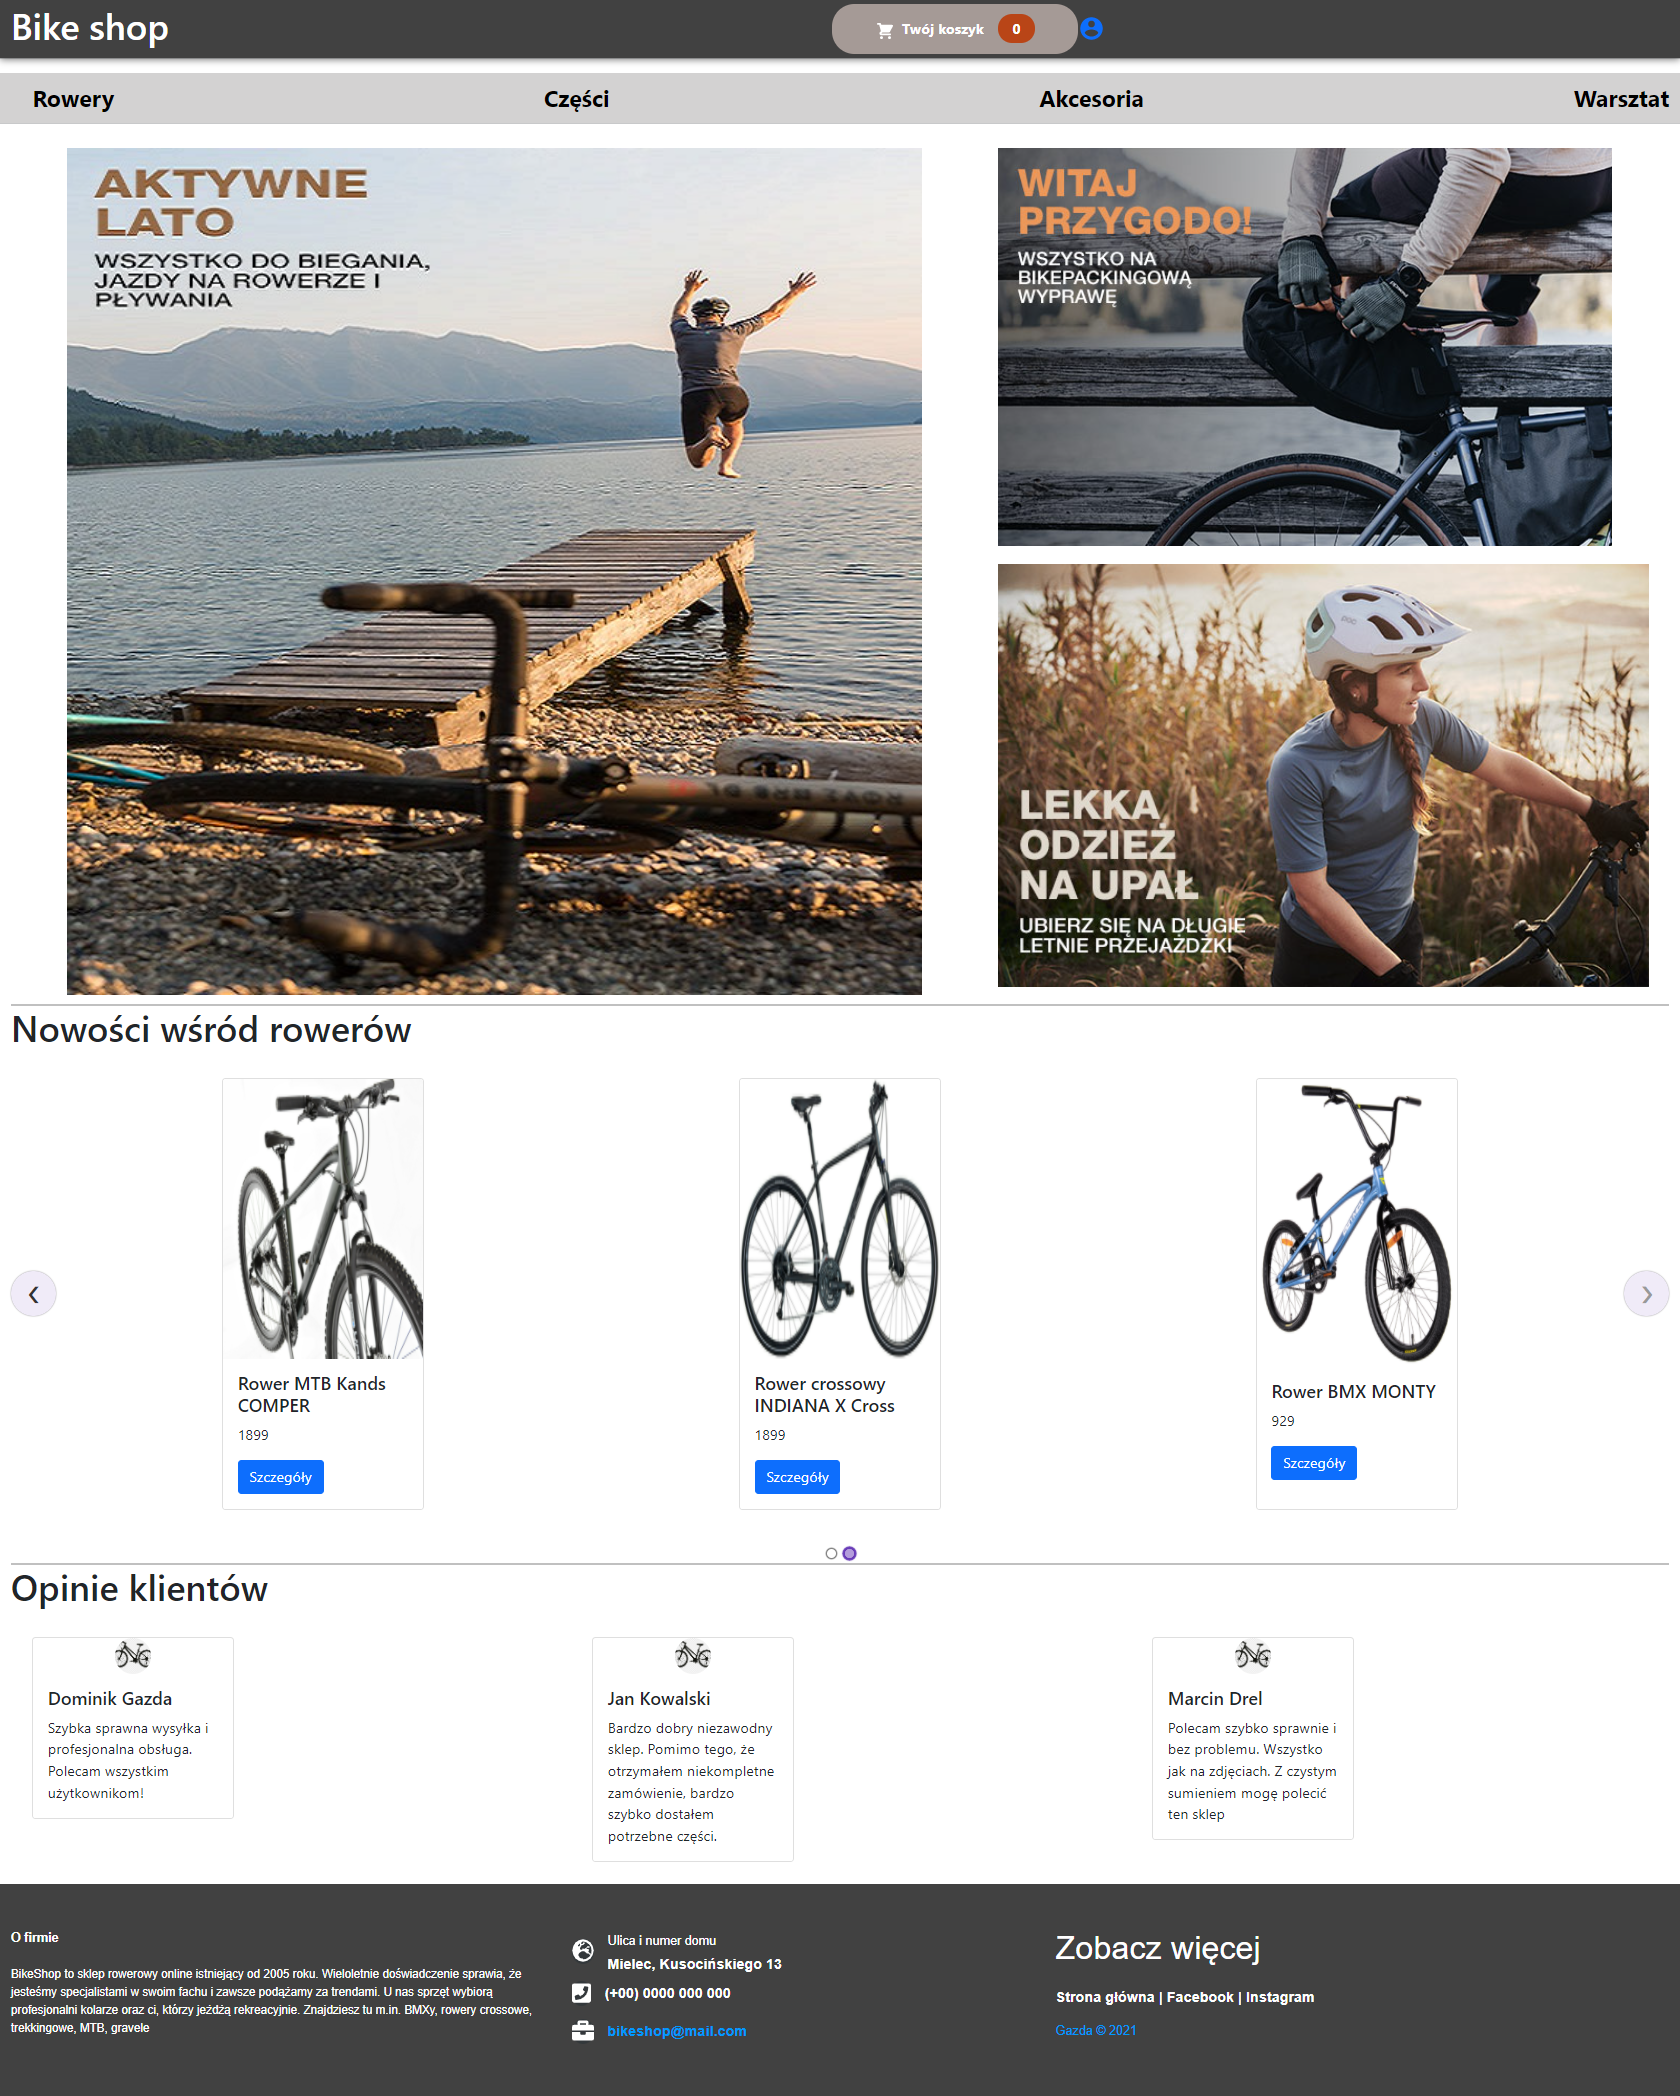 Bike shop
Twój koszyk 0
Rowery
Części
Akcesoria
Warsztat
AKTYWNE
LATO
WSZYSTKO DO BIEGANIA,
JAZDY NA ROWERZE I
PŁYWANIA
WITAJ
PRZYGODO!
WSZYSTKO NA
BIKEPACKINGOWĄ
WYPRAWĘ
LEKKA
ODZIEŻ
NA UPAŁ
UBIERZ SIĘ NA DŁUGIE
LETNIE PRZEJAŻDŻKI
Nowości wśród rowerów
❮
Rower MTB Kands
COMPER
1899
Szczegóły
Rower crossowy
INDIANA X Cross
1899
Szczegóły
Rower BMX MONTY
929
Szczegóły
❯
Opinie klientów
Dominik Gazda
Szybka sprawna wysyłka i
profesjonalna obsługa.
Polecam wszystkim
użytkownikom!
Jan Kowalski
Bardzo dobry niezawodny
sklep. Pomimo tego, że
otrzymałem niekompletne
zamówienie, bardzo
szybko dostałem
potrzebne części.
Marcin Drel
Polecam szybko sprawnie i
bez problemu. Wszystko
jak na zdjęciach. Z czystym
sumieniem mogę polecić
ten sklep
O firmie
BikeShop to sklep rowerowy online istniejący od 2005 roku. Wieloletnie doświadczenie sprawia, że
jesteśmy specjalistami w swoim fachu i zawsze podążamy za trendami. U nas sprzęt wybiorą
profesjonalni kolarze oraz ci, którzy jeżdżą rekreacyjnie. Znajdziesz tu m.in. BMXy, rowery crossowe,
trekkingowe, MTB, gravele
Ulica i numer domu
Mielec, Kusocińskiego 13
(+00) 0000 000 000
bikeshop@mail.com
Zobacz więcej
Strona główna | Facebook | Instagram
Gazda © 2021